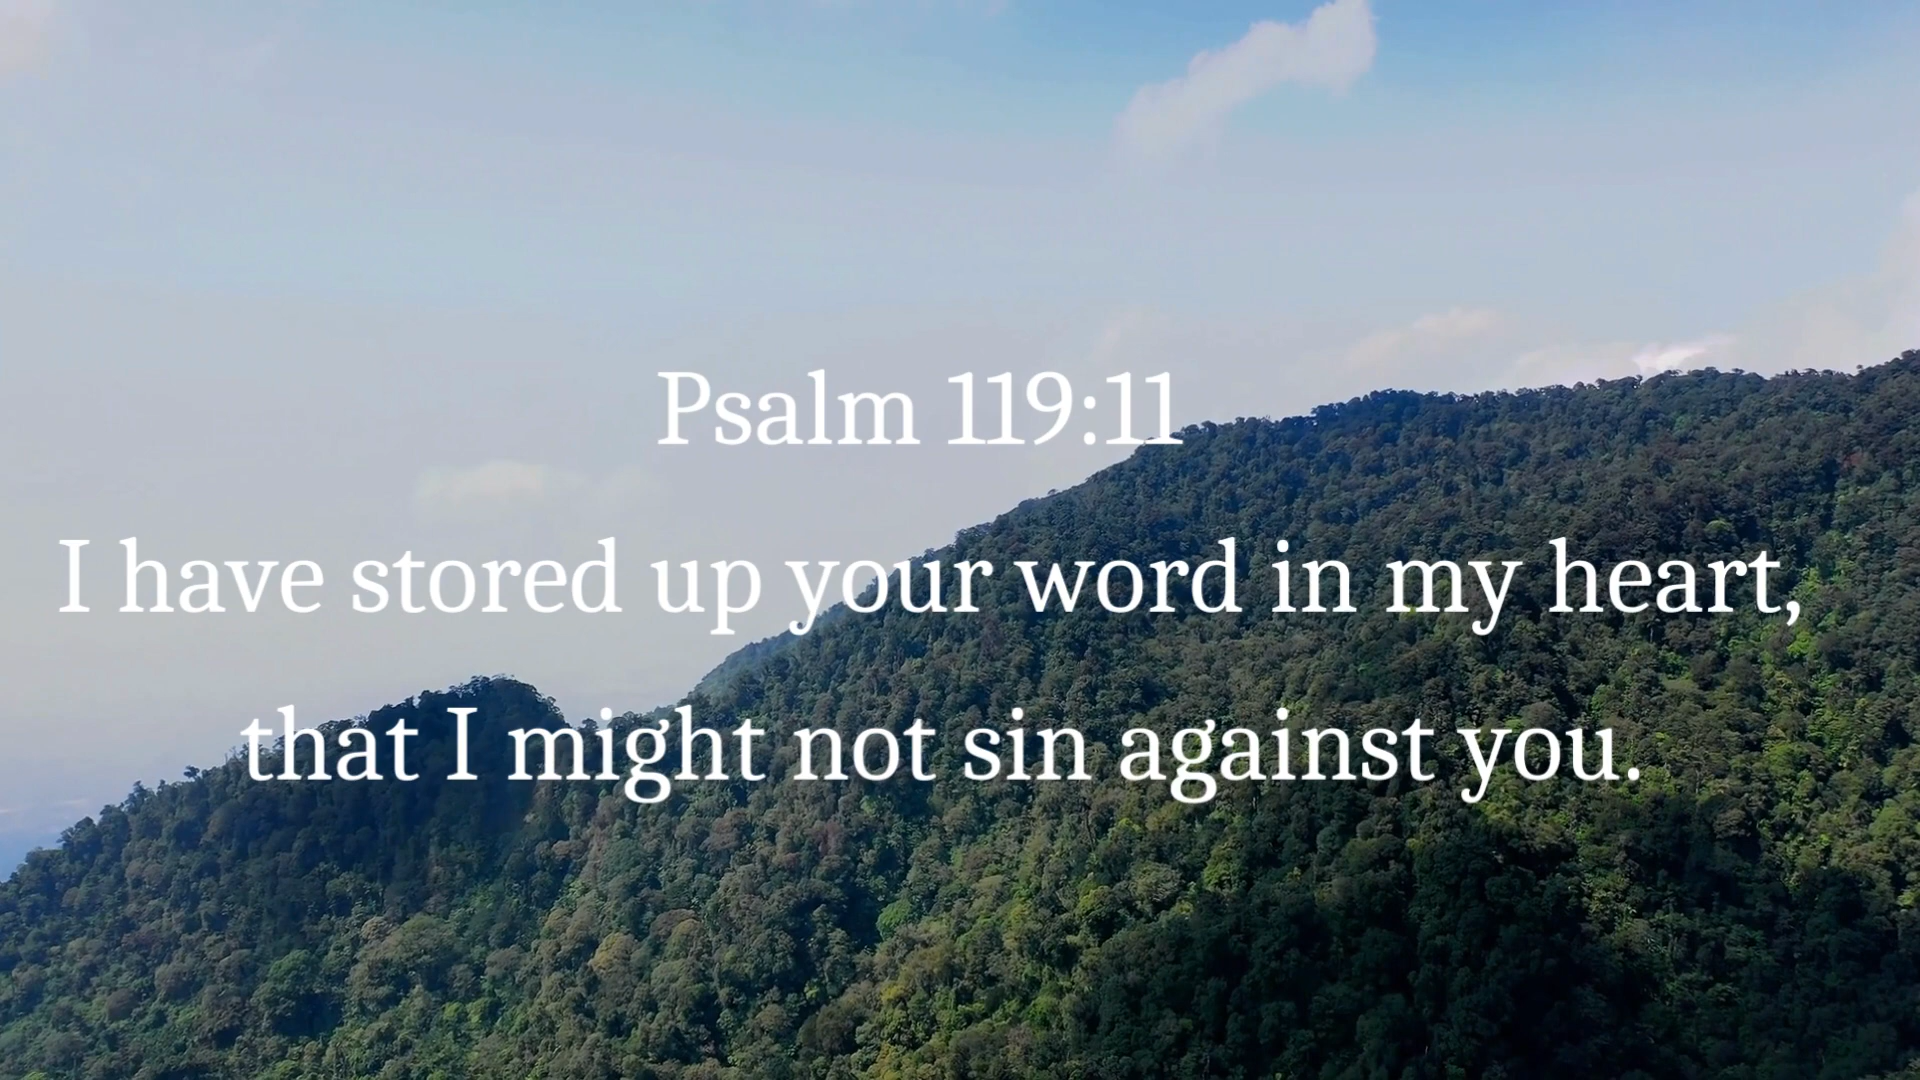 Psalm 119:11
I have stored up your word in my heart,
that I might not sin against you.